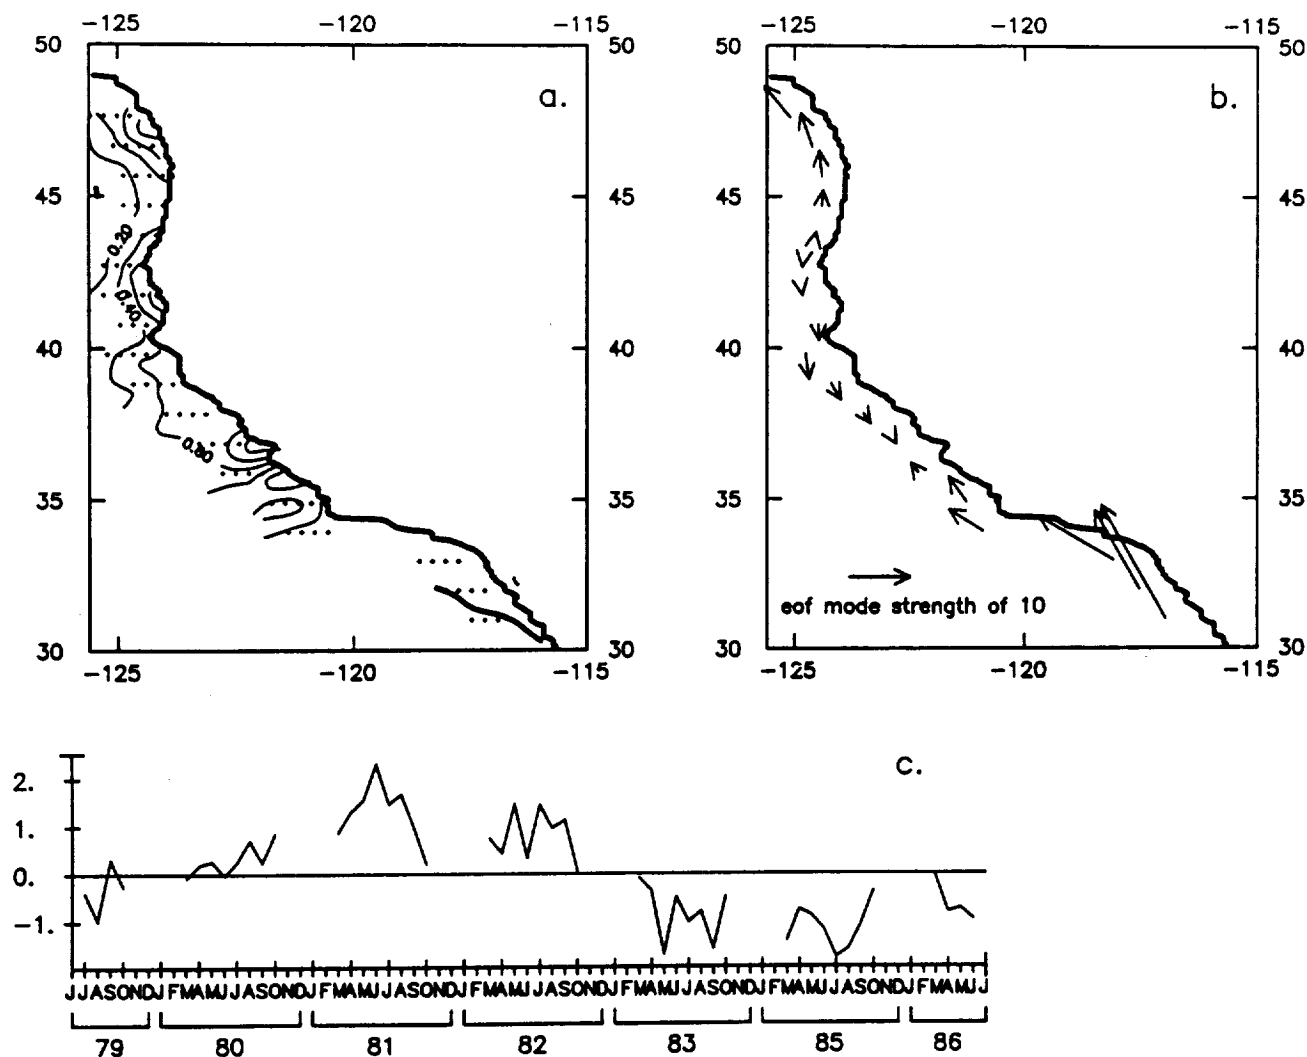 -125 -120 -115
50 50
a.
45 45
0.20
0.40
40 40
0.80
35 35
30 30
-125 -120 -115
-125 -120 -115
50 50
b.
45 45
40 40
35 35
eof mode strength of 10
30 30
-125 -120 -115
c.
2.
1.
0.
-1.
JJASONDJFMAMJJASONDJFMAMJJASONDJFMAMJJASONDJFMAMJJASONDJFMAMJJASONDJFMAMJJ
79 80 81 82 83 85 86